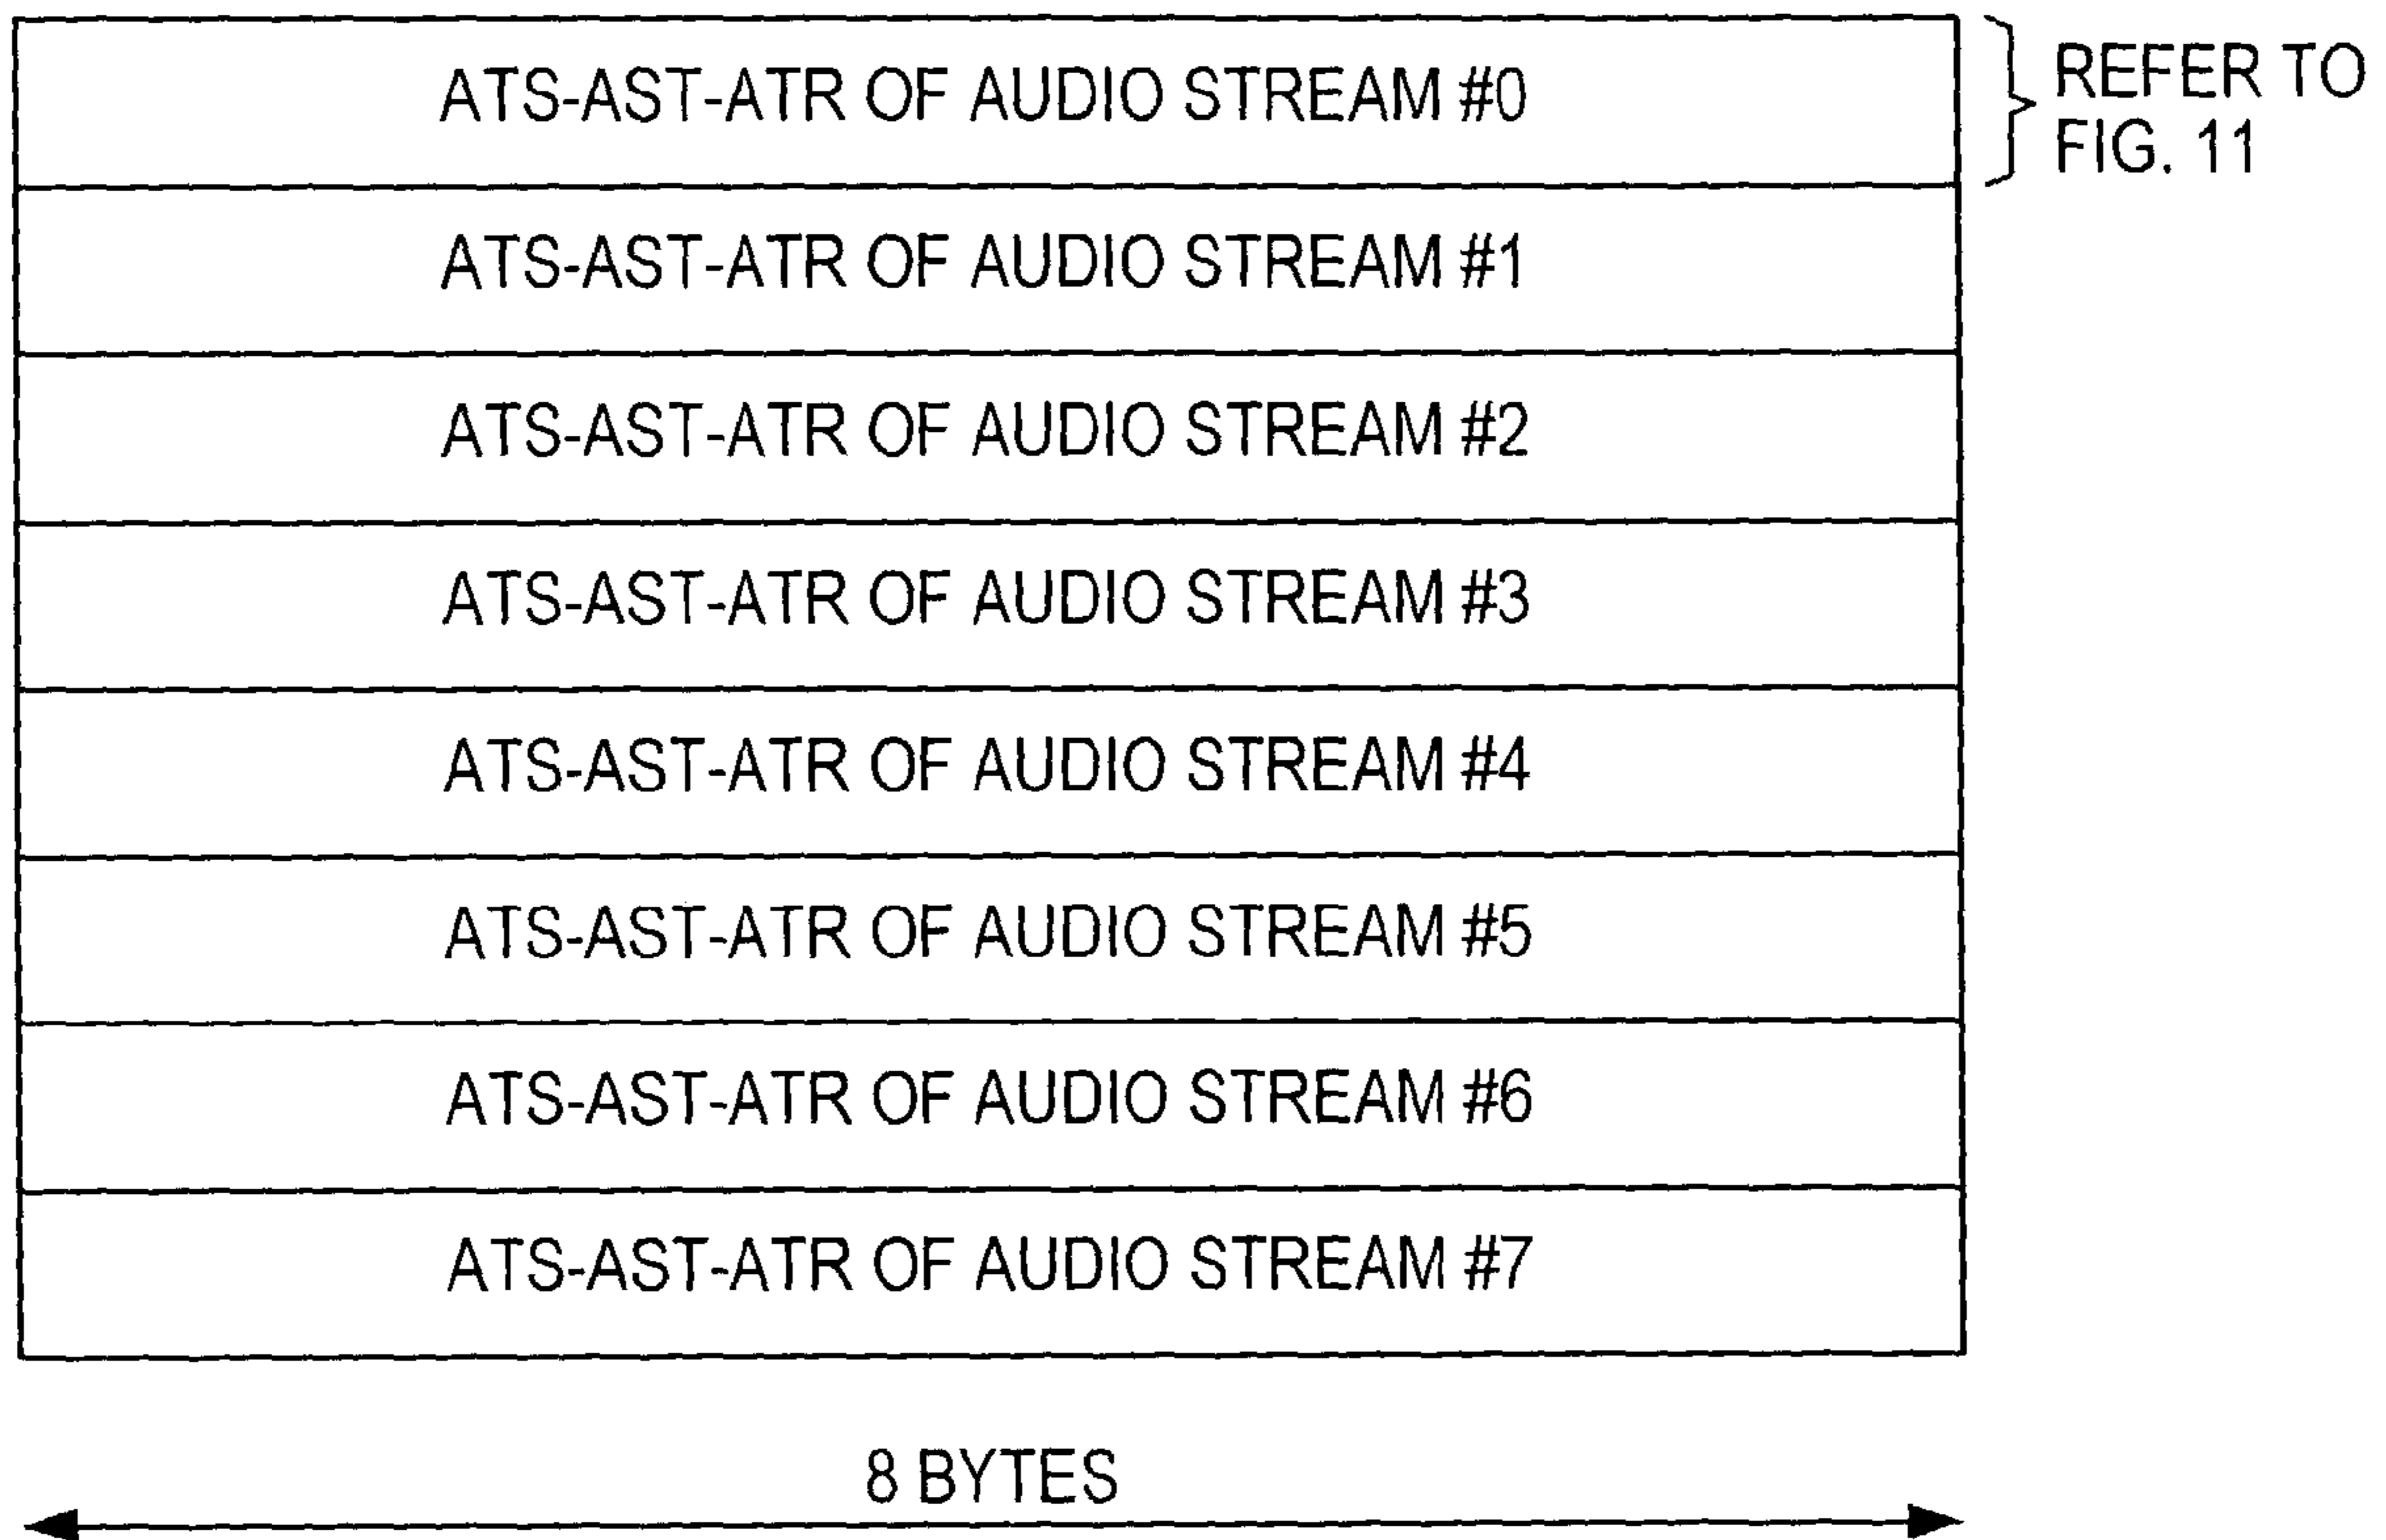 ATS-AST-ATR OF AUDIO STREAM #0
REFER TO
FIG. 11
ATS-AST-ATR OF AUDIO STREAM #1
ATS-AST-ATR OF AUDIO STREAM #2
ATS-AST-ATR OF AUDIO STREAM #3
ATS-AST-ATR OF AUDIO STREAM #4
ATS-AST-ATR OF AUDIO STREAM #5
ATS-AST-ATR OF AUDIO STREAM #6
ATS-AST-ATR OF AUDIO STREAM #7
8 BYTES